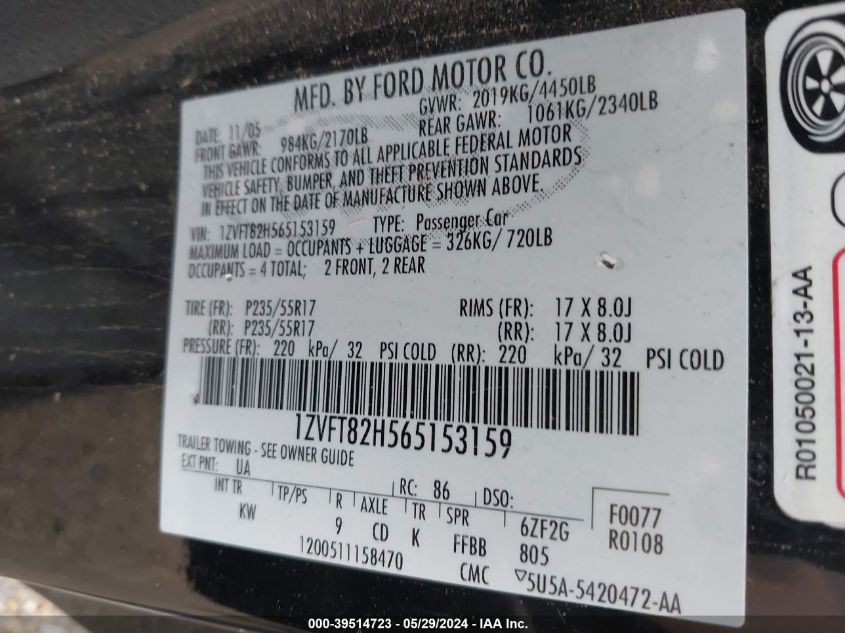 MFD. BY FORD MOTOR CO.
DATE: 11/05 GVWR: 2019KG/4450LB
FRONT GAWR: 984KG/2170LB REAR GAWR: 1061KG/2340LB
THIS VEHICLE CONFORMS TO ALL APPLICABLE FEDERAL MOTOR
VEHICLE SAFETY, BUMPER, AND THEFT PREVENTION STANDARDS
IN EFFECT ON THE DATE OF MANUFACTURE SHOWN ABOVE.
VIN: 1ZVFT82H565153159 TYPE: Passenger Car
MAXIMUM LOAD = OCCUPANTS + LUGGAGE = 326KG/ 720LB
OCCUPANTS = 4 TOTAL; 2 FRONT, 2 REAR
TIRE (FR): P235/55R17 RIMS (FR): 17 X 8.0J
(RR): P235/55R17 (RR): 17 X 8.0J
PRESSURE (FR): 220 kPa/ 32 PSI COLD (RR): 220 kPa/ 32 PSI COLD
1ZVFT82H565153159
TRAILER TOWING - SEE OWNER GUIDE
EXT PNT: UA RC: 86 DSO:
INT TR TP/PS R AXLE TR SPR 6ZF2G F0077
KW 9 CD K FFBB 805 R0108
1200511158470 CMC 5U5A-5420472-AA
R01050021-13-AA
000-39514723 — 05/29/2024 — IAA Inc.